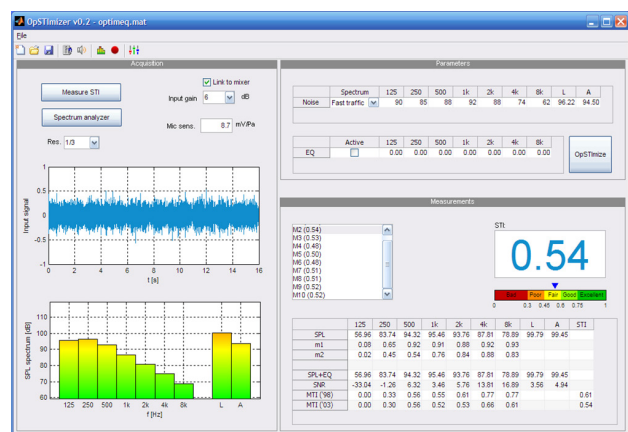 OpSTimizer v0.2 - optimeq.mat
File
Acquisition
Measure STI
Spectrum analyzer
Res. 1/3
Link to mixer
Input gain 6 dB
Mic sens. 8.7 mV/Pa
1
0.5
0
-0.5
-1
Input signal
0 2 4 6 8 10 12 14 16
t [s]
110
100
90
80
70
60
SPL spectrum [dB]
125 250 500 1k 2k 4k 8k L A
f [Hz]
Parameters
Spectrum 125 250 500 1k 2k 4k 8k L A
Noise Fast traffic 90 85 88 92 88 74 62 96.22 94.50
Active 125 250 500 1k 2k 4k 8k
EQ 0.00 0.00 0.00 0.00 0.00 0.00 0.00
OpSTimize
Measurements
M2 (0.54)
M3 (0.53)
M4 (0.48)
M5 (0.50)
M6 (0.48)
M7 (0.51)
M8 (0.51)
M9 (0.52)
M10 (0.52)
STI:
0.54
Bad Poor Fair Good Excellent
0 0.3 0.45 0.6 0.75 1
125 250 500 1k 2k 4k 8k L A STI
SPL 56.96 83.74 94.32 95.46 93.76 87.81 78.89 99.79 99.45
m1 0.08 0.65 0.92 0.91 0.88 0.92 0.93
m2 0.02 0.45 0.54 0.76 0.84 0.88 0.83
SPL+EQ 56.96 83.74 94.32 95.46 93.76 87.81 78.89 99.79 99.45
SNR -33.04 -1.26 6.32 3.46 5.76 13.81 16.89 3.56 4.94
MTI ('98) 0.00 0.33 0.56 0.55 0.61 0.77 0.77 0.61
MTI ('03) 0.00 0.30 0.56 0.52 0.53 0.66 0.61 0.54